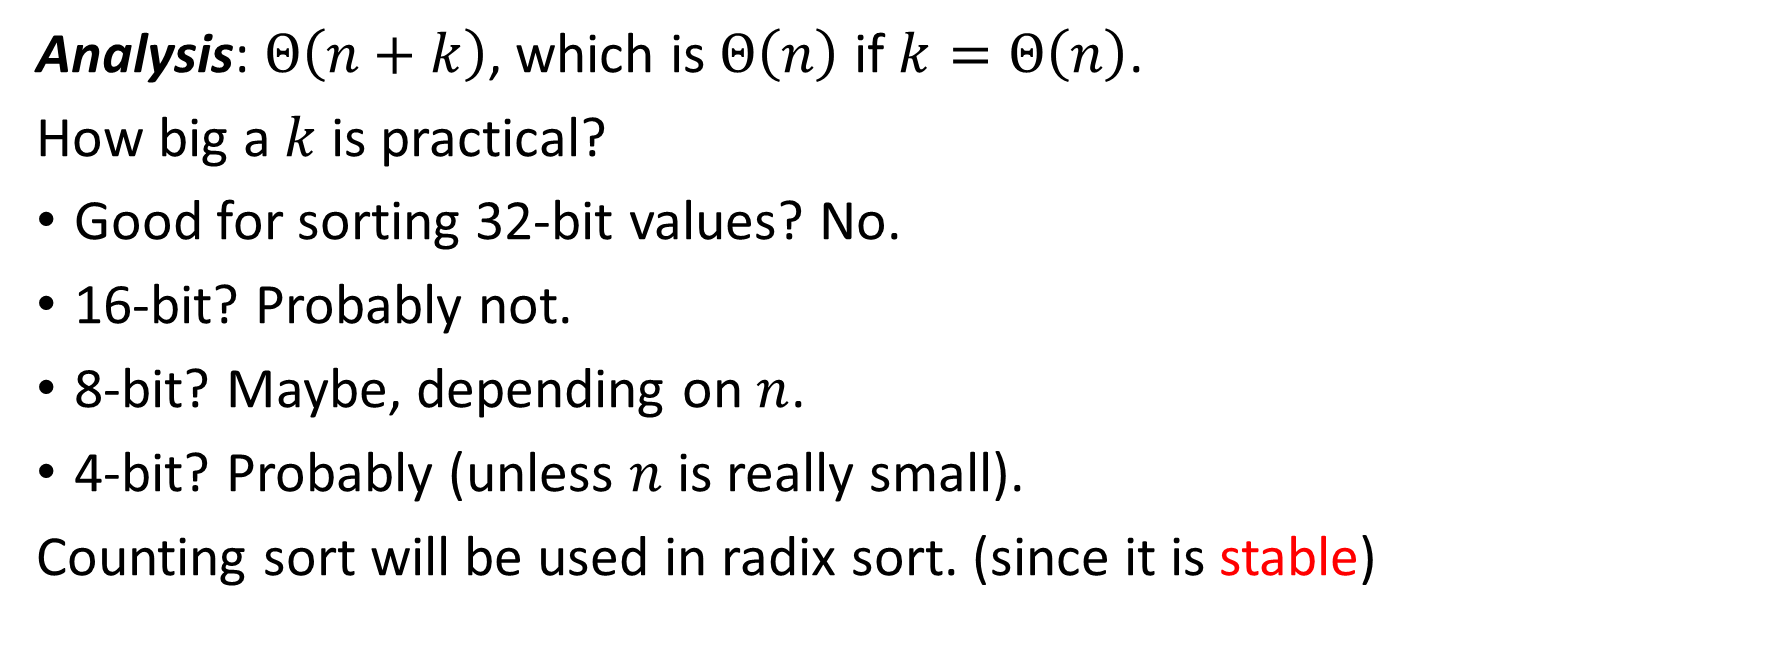 Analysis: Θ(n + k), which is Θ(n) if k = Θ(n).
How big a k is practical?
• Good for sorting 32-bit values? No.
• 16-bit? Probably not.
• 8-bit? Maybe, depending on n.
• 4-bit? Probably (unless n is really small).
Counting sort will be used in radix sort. (since it is stable)